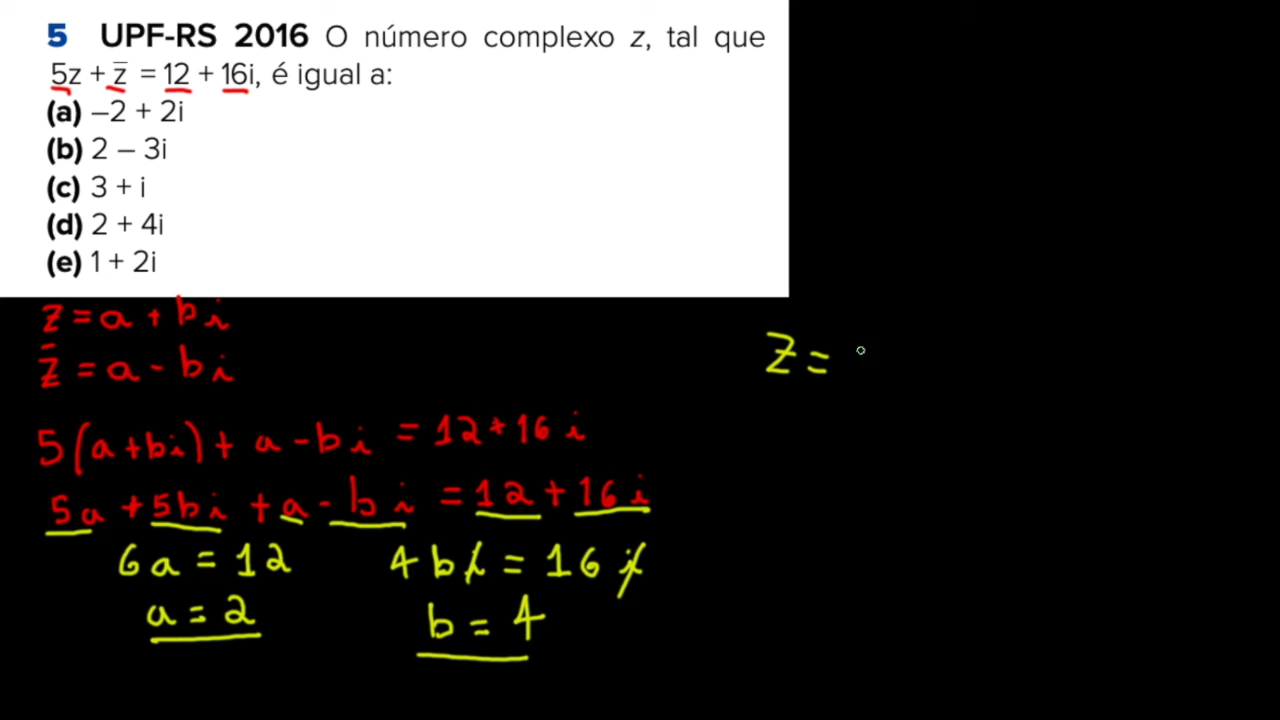 5 UPF-RS 2016 O número complexo z, tal que
5z + z̄ = 12 + 16i, é igual a:
(a) –2 + 2i
(b) 2 – 3i
(c) 3 + i
(d) 2 + 4i
(e) 1 + 2i
z = a + bi
z̄ = a - bi
z =
5(a+bi) + a - bi = 12 + 16i
5a + 5bi + a - bi = 12 + 16i
6a = 12 4bi = 16i
a = 2 b = 4